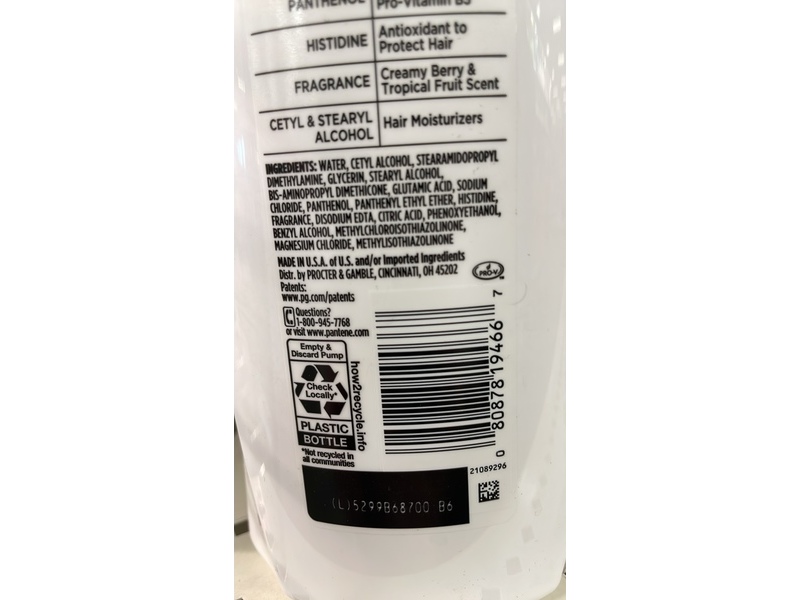 PANTHENOL Pro-Vitamin B5
HISTIDINE Antioxidant to
Protect Hair
FRAGRANCE Creamy Berry &
Tropical Fruit Scent
CETYL & STEARYL
ALCOHOL Hair Moisturizers
INGREDIENTS: WATER, CETYL ALCOHOL, STEARAMIDOPROPYL
DIMETHYLAMINE, GLYCERIN, STEARYL ALCOHOL,
BIS-AMINOPROPYL DIMETHICONE, GLUTAMIC ACID, SODIUM
CHLORIDE, PANTHENOL, PANTHENYL ETHYL ETHER, HISTIDINE,
FRAGRANCE, DISODIUM EDTA, CITRIC ACID, PHENOXYETHANOL,
BENZYL ALCOHOL, METHYLCHLOROISOTHIAZOLINONE,
MAGNESIUM CHLORIDE, METHYLISOTHIAZOLINONE
MADE IN U.S.A. of U.S. and/or Imported Ingredients
Distr. by PROCTER & GAMBLE, CINCINNATI, OH 45202
PRO-V
Patents:
www.pg.com/patents
Questions?
1-800-945-7768
or visit www.pantene.com
Empty &
Discard Pump
Check
Locally*
PLASTIC
BOTTLE
how2recycle.info
*Not recycled in
all communities
0 80878 19466 7
21089296
(L)5299B68700 B6